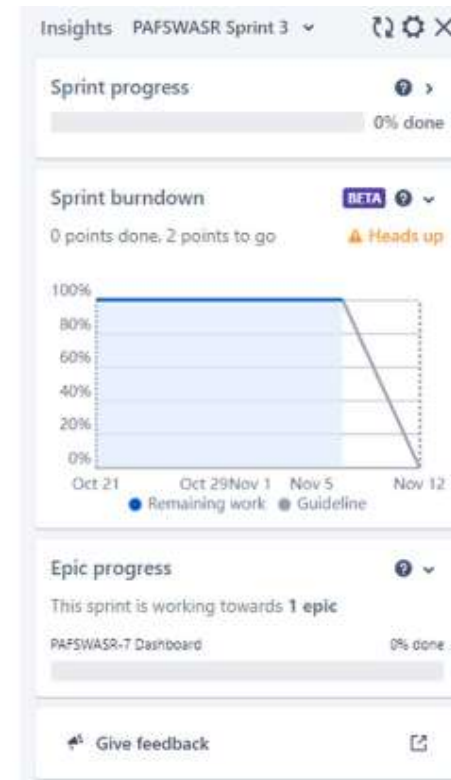 Insights PAFSWASR Sprint 3
Sprint progress
0% done
Sprint burndown BETA
0 points done, 2 points to go Heads up
100%
80%
60%
40%
20%
0%
Oct 21 Oct 29 Nov 1 Nov 5 Nov 12
Remaining work Guideline
Epic progress
This sprint is working towards 1 epic
PAFSWASR-7 Dashboard 0% done
Give feedback